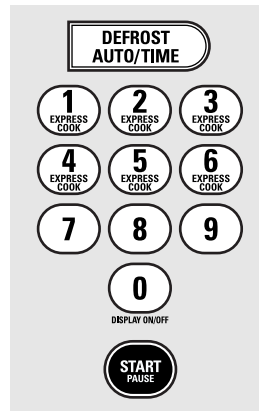 DEFROST
AUTO/TIME
1 2 3
EXPRESS COOK EXPRESS COOK EXPRESS COOK
4 5 6
EXPRESS COOK EXPRESS COOK EXPRESS COOK
7 8 9
0
DISPLAY ON/OFF
START
PAUSE